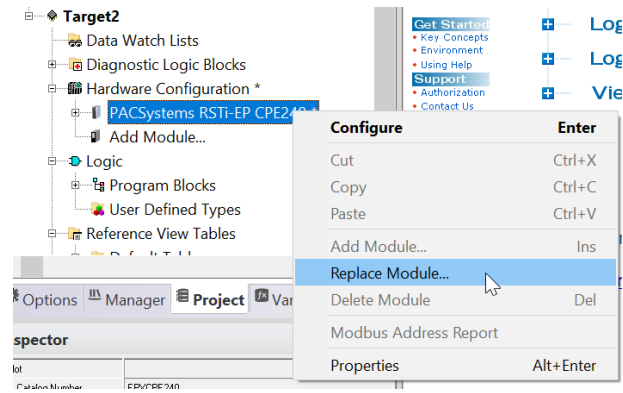 Target2
Data Watch Lists
Diagnostic Logic Blocks
Hardware Configuration *
PACSystems RSTi-EP CPE240 *
Add Module...
Logic
Program Blocks
User Defined Types
Reference View Tables
Get Started
Key Concepts
Environment
Using Help
Support
Authorization
Contact Us
Configure Enter
Cut Ctrl+X
Copy Ctrl+C
Paste Ctrl+V
Add Module... Ins
Replace Module...
Delete Module Del
Modbus Address Report
Properties Alt+Enter
Options Manager Project
Catalog Number EPXCPE240